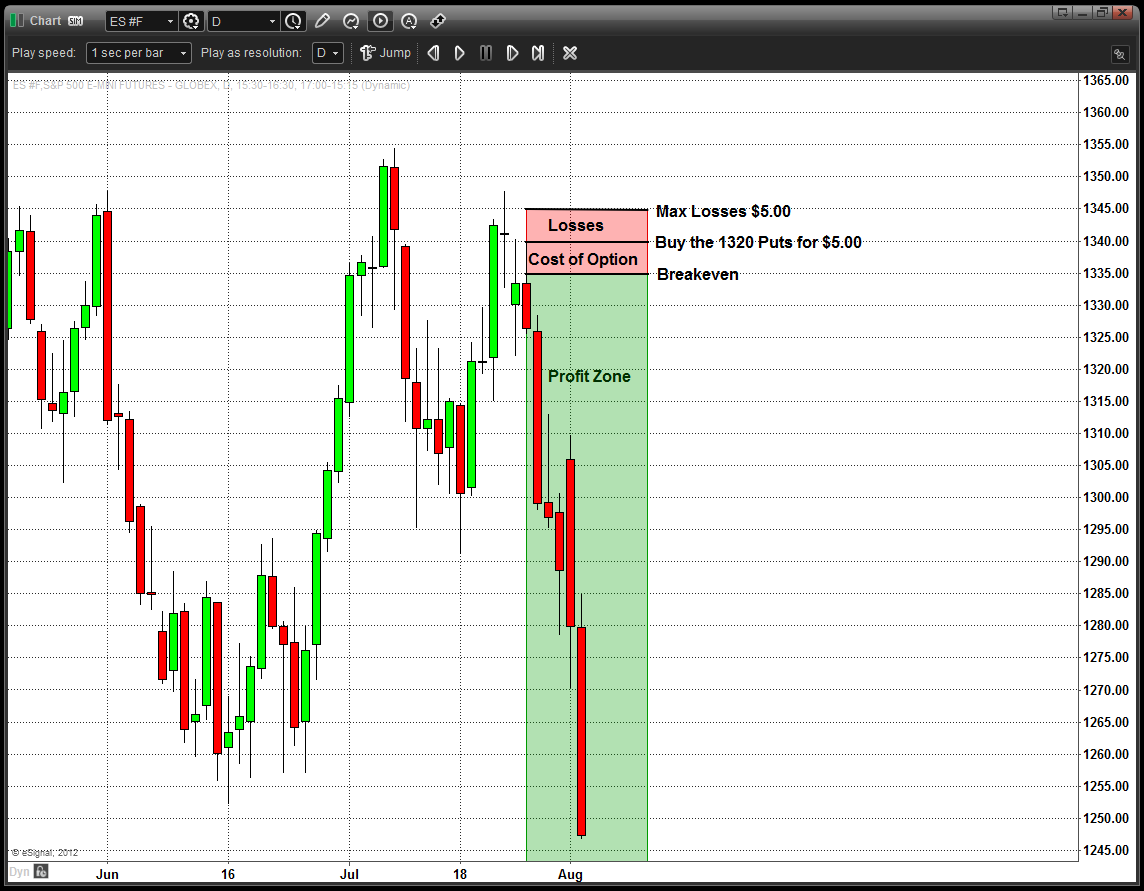 Chart SIM ES #F D
Play speed: 1 sec per bar Play as resolution: D Jump
ES #F,S&P 500 E-MINI FUTURES - GLOBEX, D, 15:30-16:30, 17:00-15:15 (Dynamic)
1365.00
1360.00
1355.00
1350.00
1345.00
Max Losses $5.00
Losses
1340.00
Buy the 1320 Puts for $5.00
Cost of Option
1335.00
Breakeven
1330.00
1325.00
1320.00
Profit Zone
1315.00
1310.00
1305.00
1300.00
1295.00
1290.00
1285.00
1280.00
1275.00
1270.00
1265.00
1260.00
1255.00
1250.00
1245.00
© eSignal, 2012
Dyn
Jun 16 Jul 18 Aug